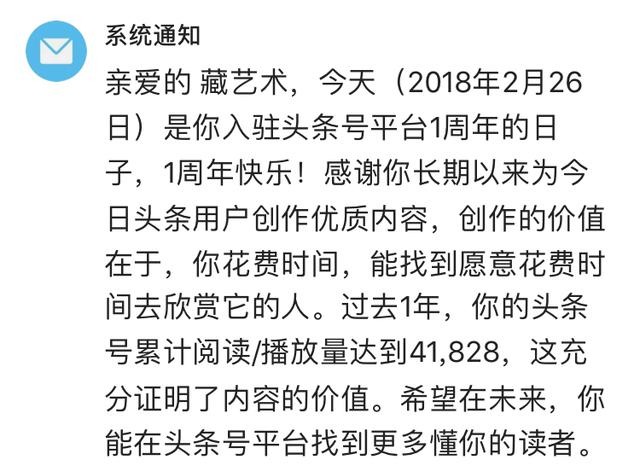 系统通知
亲爱的 藏艺术，今天（2018年2月26
日）是你入驻头条号平台1周年的日
子，1周年快乐！感谢你长期以来为今
日头条用户创作优质内容，创作的价值
在于，你花费时间，能找到愿意花费时
间去欣赏它的人。过去1年，你的头条
号累计阅读/播放量达到41,828，这充
分证明了内容的价值。希望在未来，你
能在头条号平台找到更多懂你的读者。